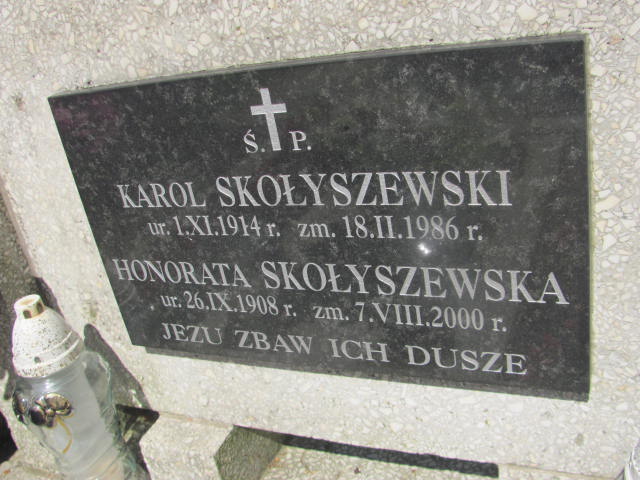 Ś. P.
KAROL SKOŁYSZEWSKI
ur. 1.XI.1914 r. zm. 18.II.1986 r.
HONORATA SKOŁYSZEWSKA
ur. 26.IX.1908 r. zm. 7.VIII.2000 r.
JEZU ZBAW ICH DUSZE